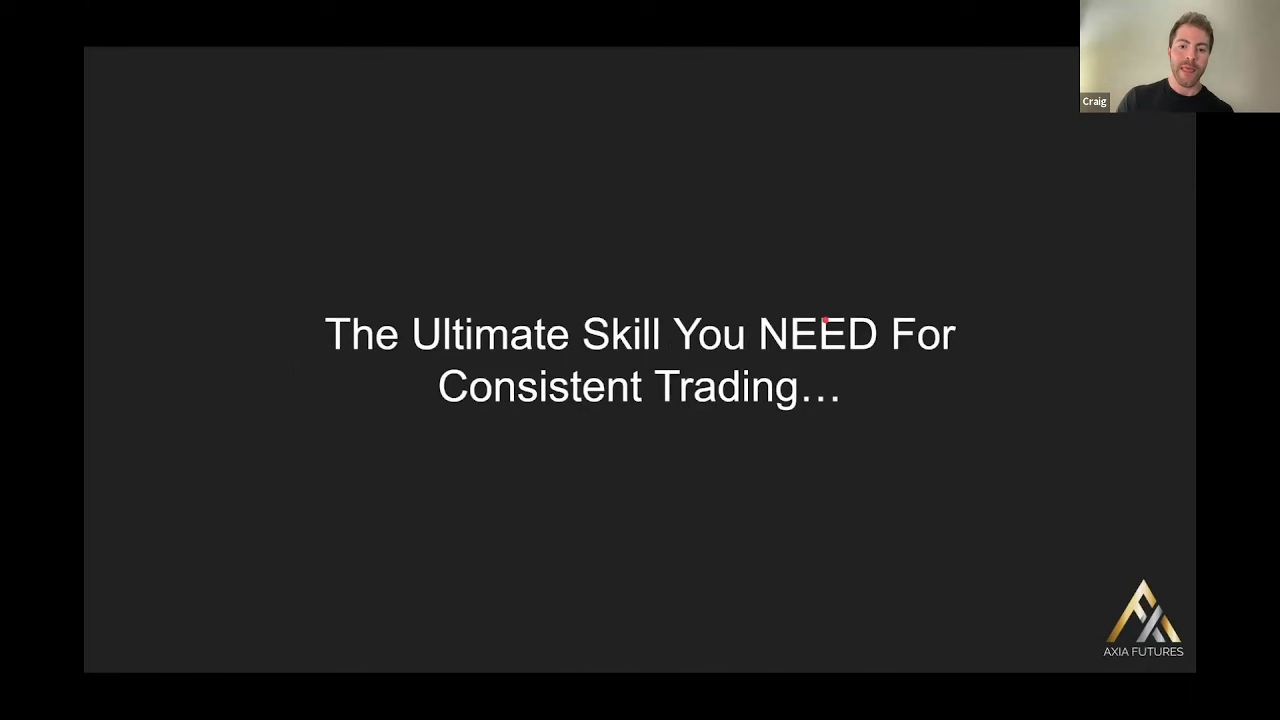 Craig
The Ultimate Skill You NEED For
Consistent Trading…
AXIA FUTURES